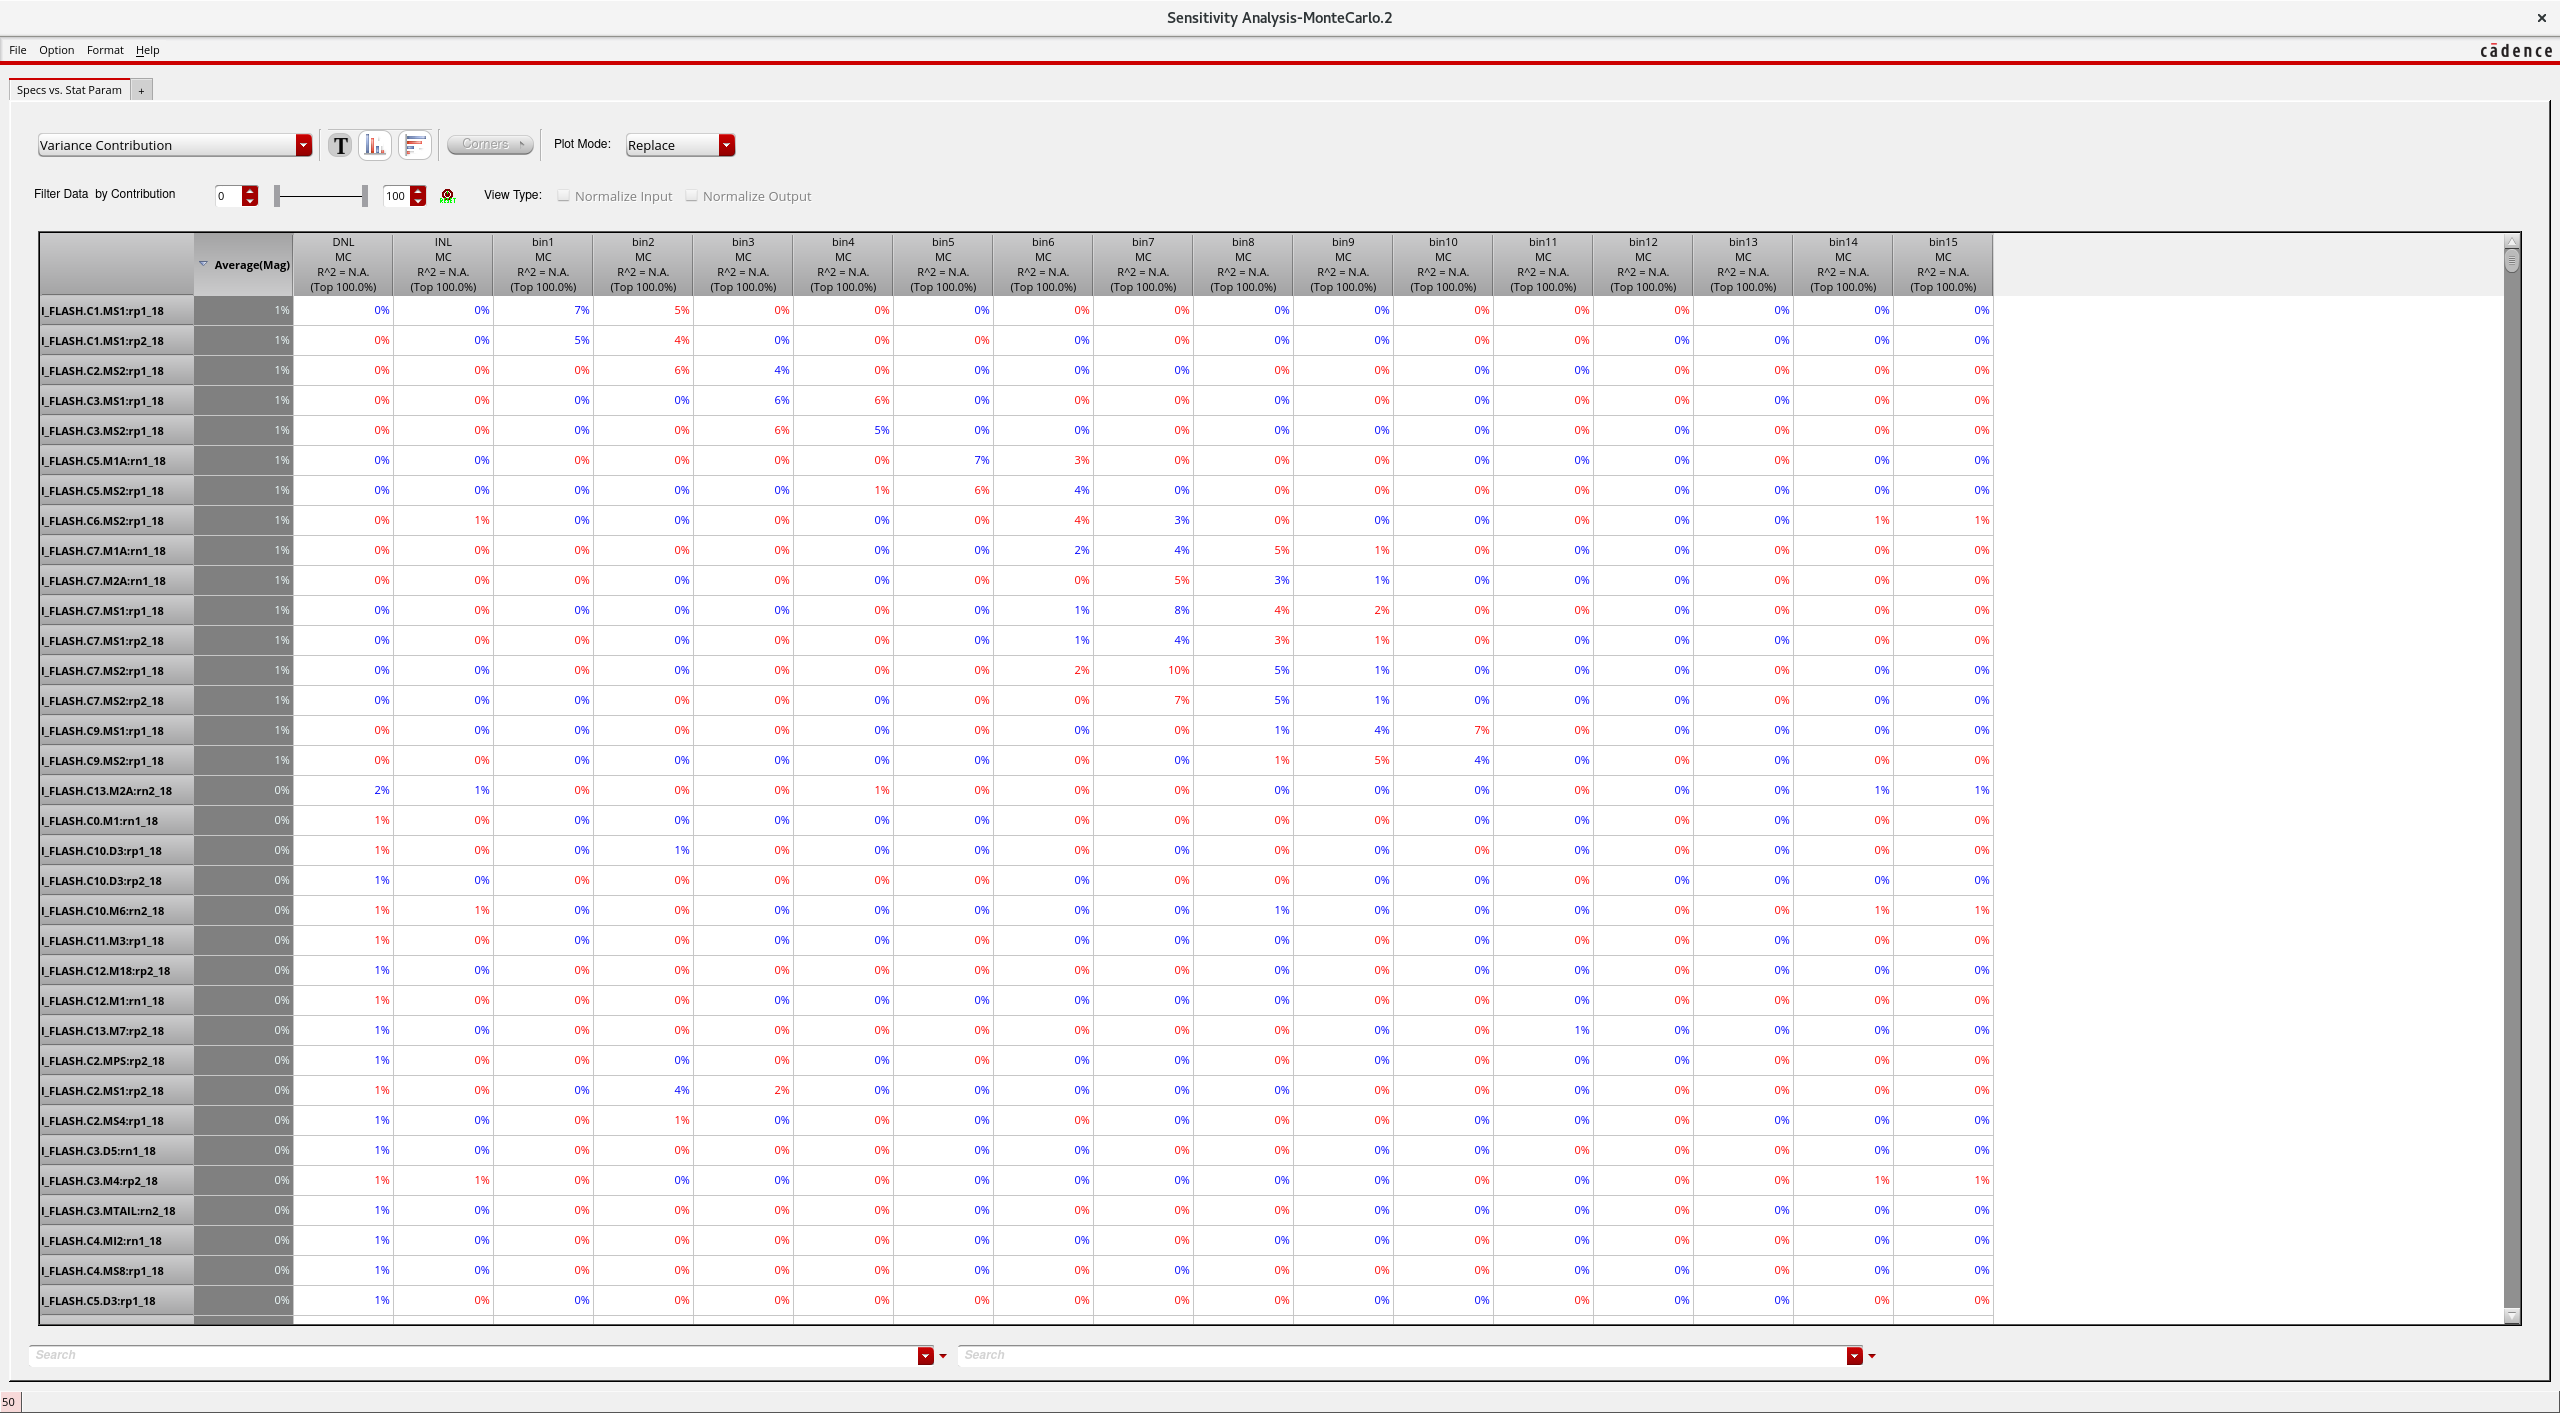 Sensitivity Analysis-MonteCarlo.2
File Option Format Help
cādence
Specs vs. Stat Param +
Variance Contribution T Corners Plot Mode: Replace
Filter Data by Contribution 0 100 View Type: Normalize Input Normalize Output
DNL INL bin1 bin2 bin3 bin4 bin5 bin6 bin7 bin8 bin9 bin10 bin11 bin12 bin13 bin14 bin15
MC MC MC MC MC MC MC MC MC MC MC MC MC MC MC MC MC
Average(Mag)
R^2 = N.A. R^2 = N.A. R^2 = N.A. R^2 = N.A. R^2 = N.A. R^2 = N.A. R^2 = N.A. R^2 = N.A. R^2 = N.A. R^2 = N.A. R^2 = N.A. R^2 = N.A. R^2 = N.A. R^2 = N.A. R^2 = N.A. R^2 = N.A. R^2 = N.A.
(Top 100.0%) (Top 100.0%) (Top 100.0%) (Top 100.0%) (Top 100.0%) (Top 100.0%) (Top 100.0%) (Top 100.0%) (Top 100.0%) (Top 100.0%) (Top 100.0%) (Top 100.0%) (Top 100.0%) (Top 100.0%) (Top 100.0%) (Top 100.0%) (Top 100.0%)
I_FLASH.C1.MS1:rp1_18 1% 0% 0% 7% 5% 0% 0% 0% 0% 0% 0% 0% 0% 0% 0% 0% 0% 0%
I_FLASH.C1.MS1:rp2_18 1% 0% 0% 5% 4% 0% 0% 0% 0% 0% 0% 0% 0% 0% 0% 0% 0% 0%
I_FLASH.C2.MS2:rp1_18 1% 0% 0% 0% 6% 4% 0% 0% 0% 0% 0% 0% 0% 0% 0% 0% 0% 0%
I_FLASH.C3.MS1:rp1_18 1% 0% 0% 0% 0% 6% 6% 0% 0% 0% 0% 0% 0% 0% 0% 0% 0% 0%
I_FLASH.C3.MS2:rp1_18 1% 0% 0% 0% 0% 6% 5% 0% 0% 0% 0% 0% 0% 0% 0% 0% 0% 0%
I_FLASH.C5.M1A:rn1_18 1% 0% 0% 0% 0% 0% 0% 7% 3% 0% 0% 0% 0% 0% 0% 0% 0% 0%
I_FLASH.C5.MS2:rp1_18 1% 0% 0% 0% 0% 0% 1% 6% 4% 0% 0% 0% 0% 0% 0% 0% 0% 0%
I_FLASH.C6.MS2:rp1_18 1% 0% 1% 0% 0% 0% 0% 0% 4% 3% 0% 0% 0% 0% 0% 0% 1% 1%
I_FLASH.C7.M1A:rn1_18 1% 0% 0% 0% 0% 0% 0% 0% 2% 4% 5% 1% 0% 0% 0% 0% 0% 0%
I_FLASH.C7.M2A:rn1_18 1% 0% 0% 0% 0% 0% 0% 0% 0% 5% 3% 1% 0% 0% 0% 0% 0% 0%
I_FLASH.C7.MS1:rp1_18 1% 0% 0% 0% 0% 0% 0% 0% 1% 8% 4% 2% 0% 0% 0% 0% 0% 0%
I_FLASH.C7.MS1:rp2_18 1% 0% 0% 0% 0% 0% 0% 0% 1% 4% 3% 1% 0% 0% 0% 0% 0% 0%
I_FLASH.C7.MS2:rp1_18 1% 0% 0% 0% 0% 0% 0% 0% 2% 10% 5% 1% 0% 0% 0% 0% 0% 0%
I_FLASH.C7.MS2:rp2_18 1% 0% 0% 0% 0% 0% 0% 0% 0% 7% 5% 1% 0% 0% 0% 0% 0% 0%
I_FLASH.C9.MS1:rp1_18 1% 0% 0% 0% 0% 0% 0% 0% 0% 0% 1% 4% 7% 0% 0% 0% 0% 0%
I_FLASH.C9.MS2:rp1_18 1% 0% 0% 0% 0% 0% 0% 0% 0% 0% 1% 5% 4% 0% 0% 0% 0% 0%
I_FLASH.C13.M2A:rn2_18 0% 2% 1% 0% 0% 0% 1% 0% 0% 0% 0% 0% 0% 0% 0% 0% 1% 1%
I_FLASH.C0.M1:rn1_18 0% 1% 0% 0% 0% 0% 0% 0% 0% 0% 0% 0% 0% 0% 0% 0% 0% 0%
I_FLASH.C10.D3:rp1_18 0% 1% 0% 0% 1% 0% 0% 0% 0% 0% 0% 0% 0% 0% 0% 0% 0% 0%
I_FLASH.C10.D3:rp2_18 0% 1% 0% 0% 0% 0% 0% 0% 0% 0% 0% 0% 0% 0% 0% 0% 0% 0%
I_FLASH.C10.M6:rn2_18 0% 1% 1% 0% 0% 0% 0% 0% 0% 0% 1% 0% 0% 0% 0% 0% 1% 1%
I_FLASH.C11.M3:rp1_18 0% 1% 0% 0% 0% 0% 0% 0% 0% 0% 0% 0% 0% 0% 0% 0% 0% 0%
I_FLASH.C12.M18:rp2_18 0% 1% 0% 0% 0% 0% 0% 0% 0% 0% 0% 0% 0% 0% 0% 0% 0% 0%
I_FLASH.C12.M1:rn1_18 0% 1% 0% 0% 0% 0% 0% 0% 0% 0% 0% 0% 0% 0% 0% 0% 0% 0%
I_FLASH.C13.M7:rp2_18 0% 1% 0% 0% 0% 0% 0% 0% 0% 0% 0% 0% 0% 1% 0% 0% 0% 0%
I_FLASH.C2.MPS:rp2_18 0% 1% 0% 0% 0% 0% 0% 0% 0% 0% 0% 0% 0% 0% 0% 0% 0% 0%
I_FLASH.C2.MS1:rp2_18 0% 1% 0% 0% 4% 2% 0% 0% 0% 0% 0% 0% 0% 0% 0% 0% 0% 0%
I_FLASH.C2.MS4:rp1_18 0% 1% 0% 0% 1% 0% 0% 0% 0% 0% 0% 0% 0% 0% 0% 0% 0% 0%
I_FLASH.C3.D5:rn1_18 0% 1% 0% 0% 0% 0% 0% 0% 0% 0% 0% 0% 0% 0% 0% 0% 0% 0%
I_FLASH.C3.M4:rp2_18 0% 1% 1% 0% 0% 0% 0% 0% 0% 0% 0% 0% 0% 0% 0% 0% 1% 1%
I_FLASH.C3.MTAIL:rn2_18 0% 1% 0% 0% 0% 0% 0% 0% 0% 0% 0% 0% 0% 0% 0% 0% 0% 0%
I_FLASH.C4.MI2:rn1_18 0% 1% 0% 0% 0% 0% 0% 0% 0% 0% 0% 0% 0% 0% 0% 0% 0% 0%
I_FLASH.C4.MS8:rp1_18 0% 1% 0% 0% 0% 0% 0% 0% 0% 0% 0% 0% 0% 0% 0% 0% 0% 0%
I_FLASH.C5.D3:rp1_18 0% 1% 0% 0% 0% 0% 0% 0% 0% 0% 0% 0% 0% 0% 0% 0% 0% 0%
Search Search
50